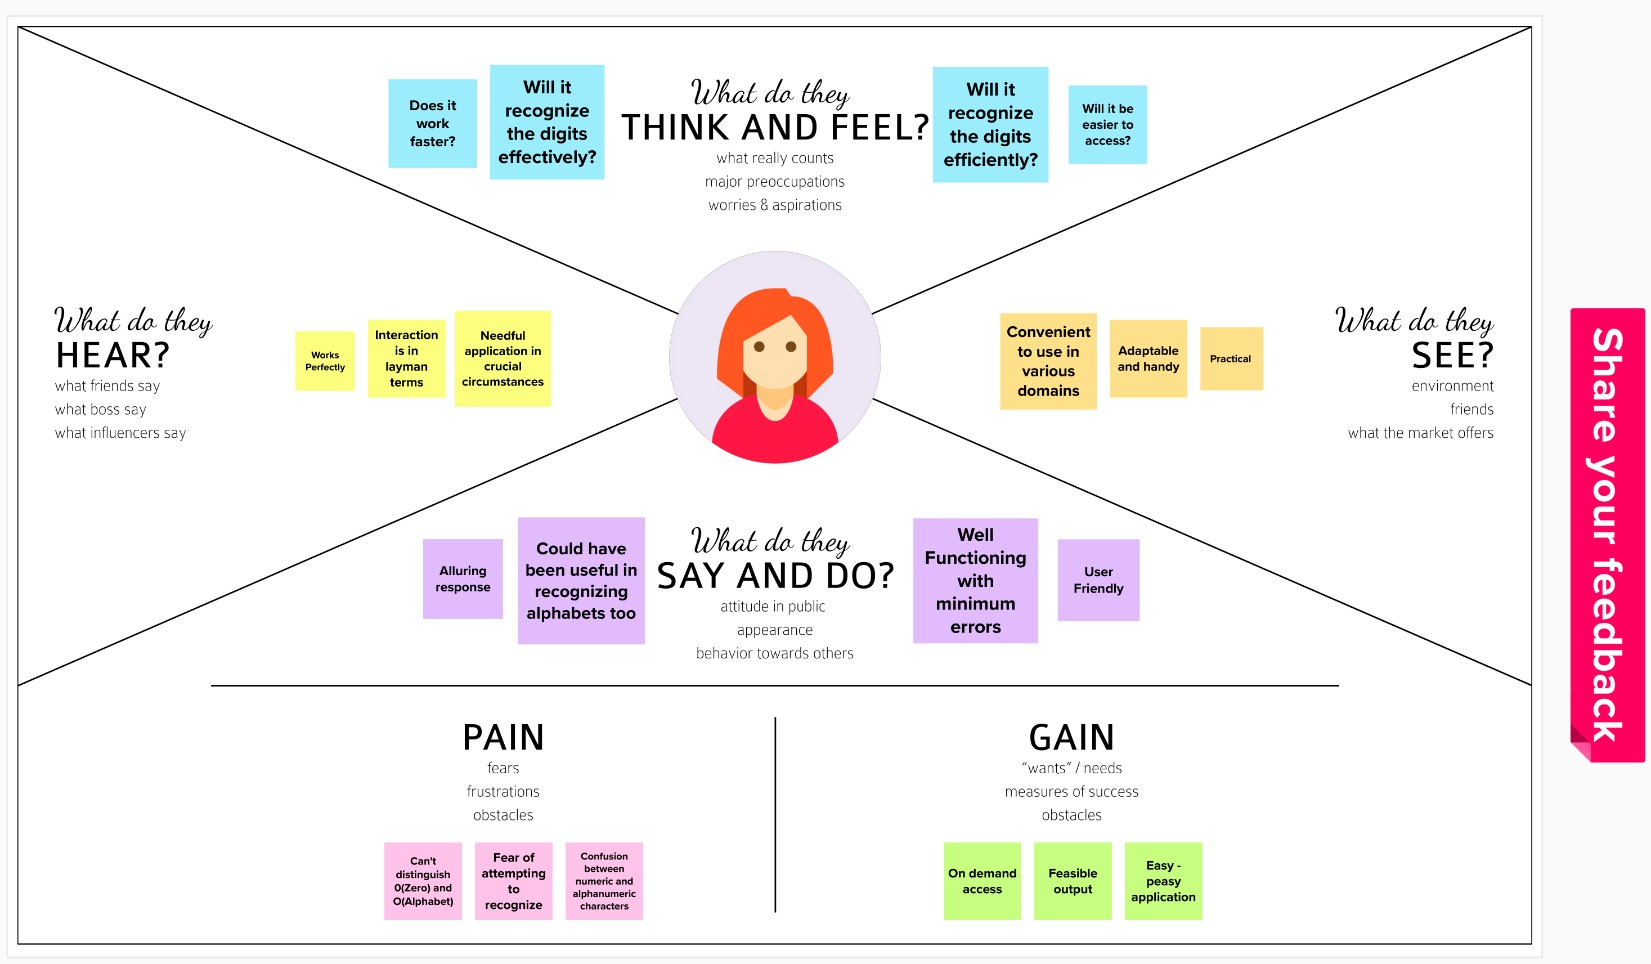 Does it
work
faster?
Will it
recognize
the digits
effectively?
What do they
THINK AND FEEL?
what really counts
major preoccupations
worries & aspirations
Will it
recognize
the digits
efficiently?
Will it be
easier to
access?
What do they
HEAR?
what friends say
what boss say
what influencers say
Works
Perfectly
Interaction
is in
layman
terms
Needful
application in
crucial
circumstances
Convenient
to use in
various
domains
Adaptable
and handy
Practical
What do they
SEE?
environment
friends
what the market offers
Alluring
response
Could have
been useful in
recognizing
alphabets too
What do they
SAY AND DO?
attitude in public
appearance
behavior towards others
Well
Functioning
with
minimum
errors
User
Friendly
PAIN
fears
frustrations
obstacles
Can't
distinguish
0(Zero) and
O(Alphabet)
Fear of
attempting
to
recognize
Confusion
between
numeric and
alphanumeric
characters
GAIN
“wants” / needs
measures of success
obstacles
On demand
access
Feasible
output
Easy -
peasy
application
Share your feedback